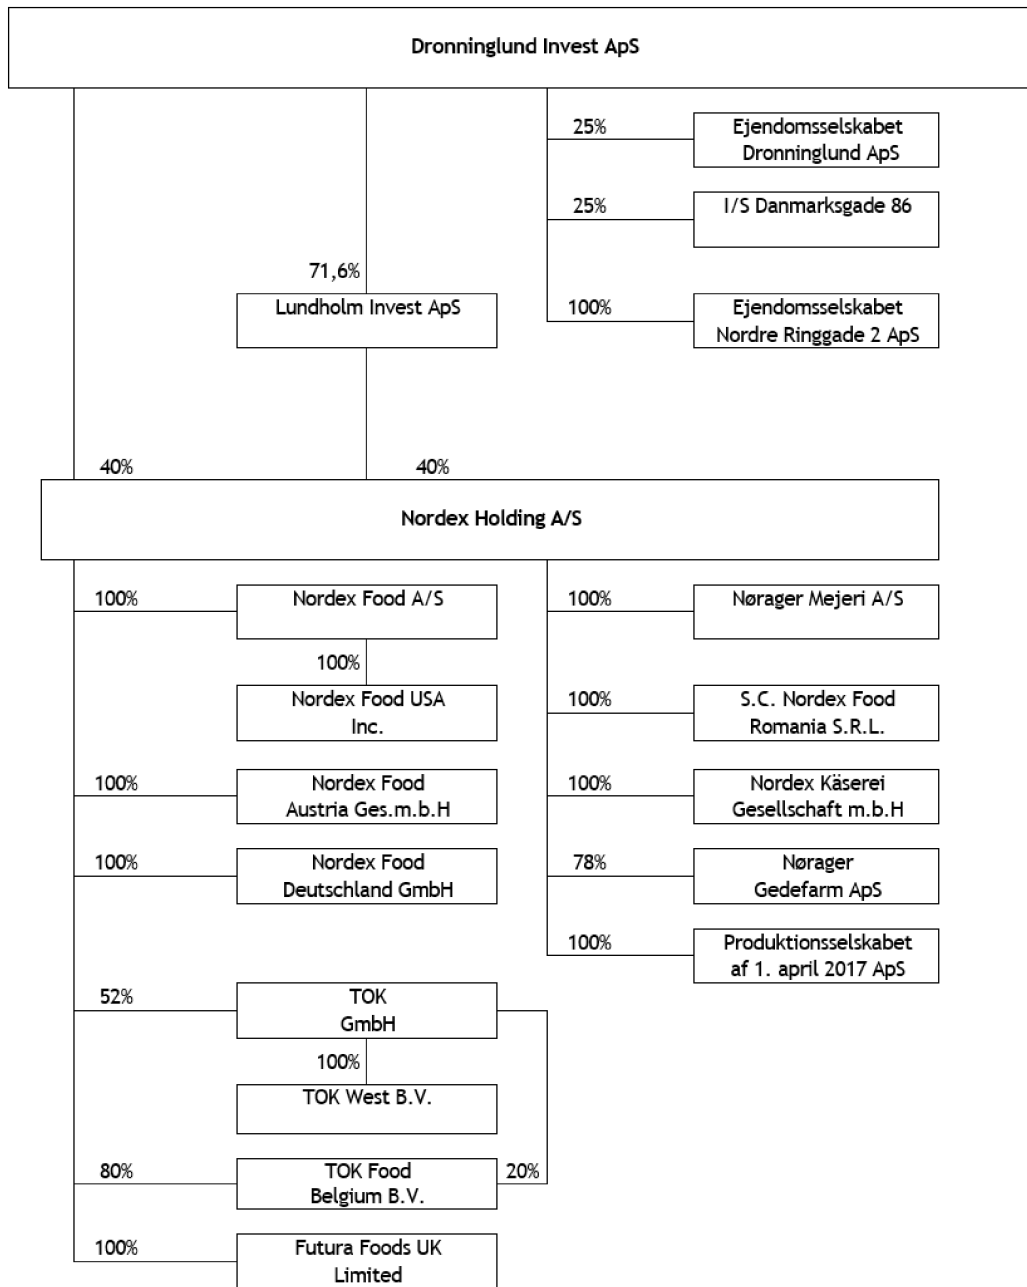 Dronninglund Invest ApS
25%
Ejendomsselskabet
Dronninglund ApS
25%
I/S Danmarksgade 86
71,6%
Lundholm Invest ApS
100%
Ejendomsselskabet
Nordre Ringgade 2 ApS
40%
40%
Nordex Holding A/S
100%
Nordex Food A/S
100%
Nørager Mejeri A/S
100%
Nordex Food USA
Inc.
100%
S.C. Nordex Food
Romania S.R.L.
100%
Nordex Food
Austria Ges.m.b.H
100%
Nordex Käserei
Gesellschaft m.b.H
100%
Nordex Food
Deutschland GmbH
78%
Nørager
Gedefarm ApS
100%
Produktionsselskabet
af 1. april 2017 ApS
52%
TOK
GmbH
100%
TOK West B.V.
80%
TOK Food
Belgium B.V.
20%
100%
Futura Foods UK
Limited